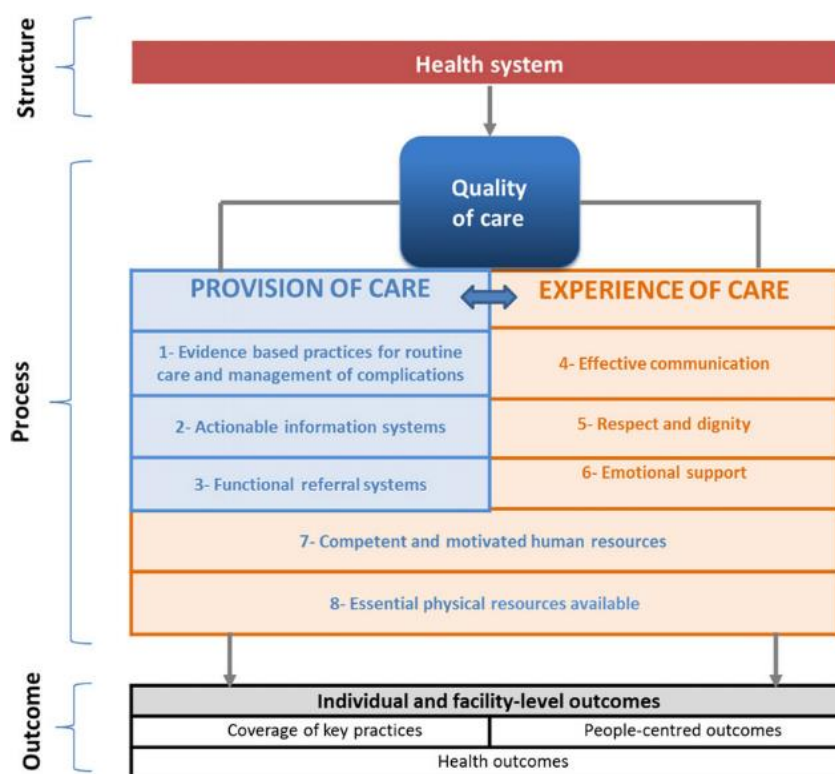 Structure
Health system
Process
Quality
of care
PROVISION OF CARE
EXPERIENCE OF CARE
1- Evidence based practices for routine
care and management of complications
4- Effective communication
2- Actionable information systems
5- Respect and dignity
3- Functional referral systems
6- Emotional support
7- Competent and motivated human resources
8- Essential physical resources available
Outcome
Individual and facility-level outcomes
Coverage of key practices
People-centred outcomes
Health outcomes